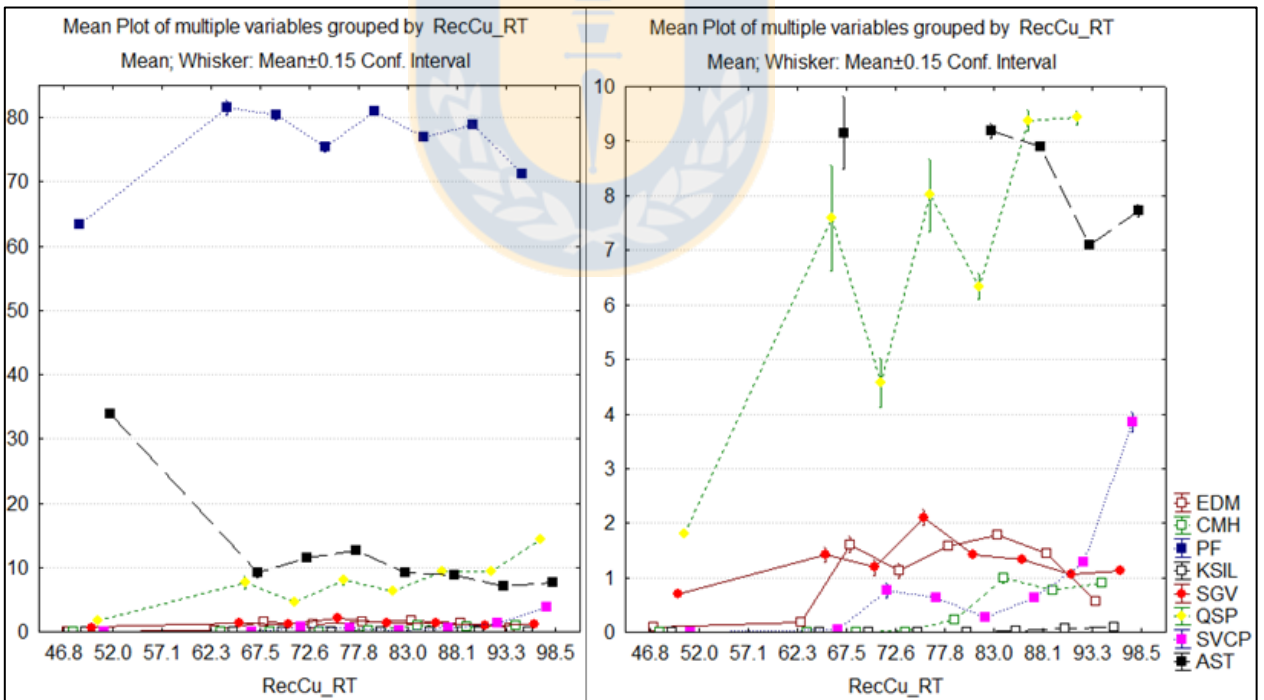 Mean Plot of multiple variables grouped by RecCu_RT
Mean; Whisker: Mean±0.15 Conf. Interval
80
70
60
50
40
30
20
10
0
46.8 52.0 57.1 62.3 67.5 72.6 77.8 83.0 88.1 93.3 98.5
RecCu_RT
Mean Plot of multiple variables grouped by RecCu_RT
Mean; Whisker: Mean±0.15 Conf. Interval
10
9
8
7
6
5
4
3
2
1
0
46.8 52.0 57.1 62.3 67.5 72.6 77.8 83.0 88.1 93.3 98.5
RecCu_RT
EDM
CMH
PF
KSIL
SGV
QSP
SVCP
AST